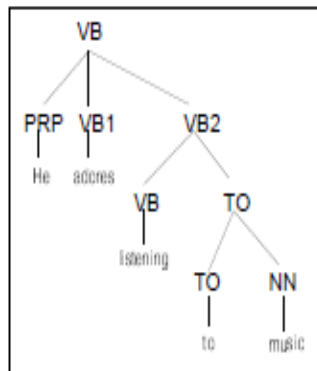 VB
PRP VB1 VB2
He adores VB TO
listening
TO NN
to music